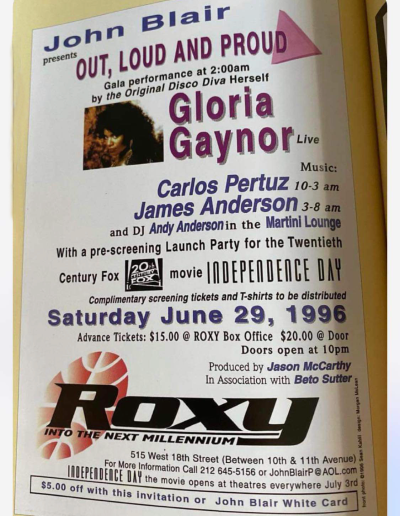 John Blair
presents
OUT, LOUD AND PROUD
Gala performance at 2:00am
by the Original Disco Diva Herself
Gloria
Gaynor Live
Music:
Carlos Pertuz 10-3 am
James Anderson 3-8 am
and DJ Andy Anderson in the Martini Lounge
With a pre-screening Launch Party for the Twentieth
Century Fox 20th CENTURY FOX movie INDEPENDENCE DAY
Complimentary screening tickets and T-shirts to be distributed
Saturday June 29, 1996
Advance Tickets: $15.00 @ ROXY Box Office $20.00 @ Door
Doors open at 10pm
Produced by Jason McCarthy
In Association with Beto Sutter
Roxy
INTO THE NEXT MILLENNIUM
515 West 18th Street (Between 10th & 11th Avenue)
For More Information Call 212 645-5156 or JohnBlairP@AOL.com
INDEPENDENCE DAY the movie opens at theatres everywhere July 3rd
$5.00 off with this invitation or John Blair White Card